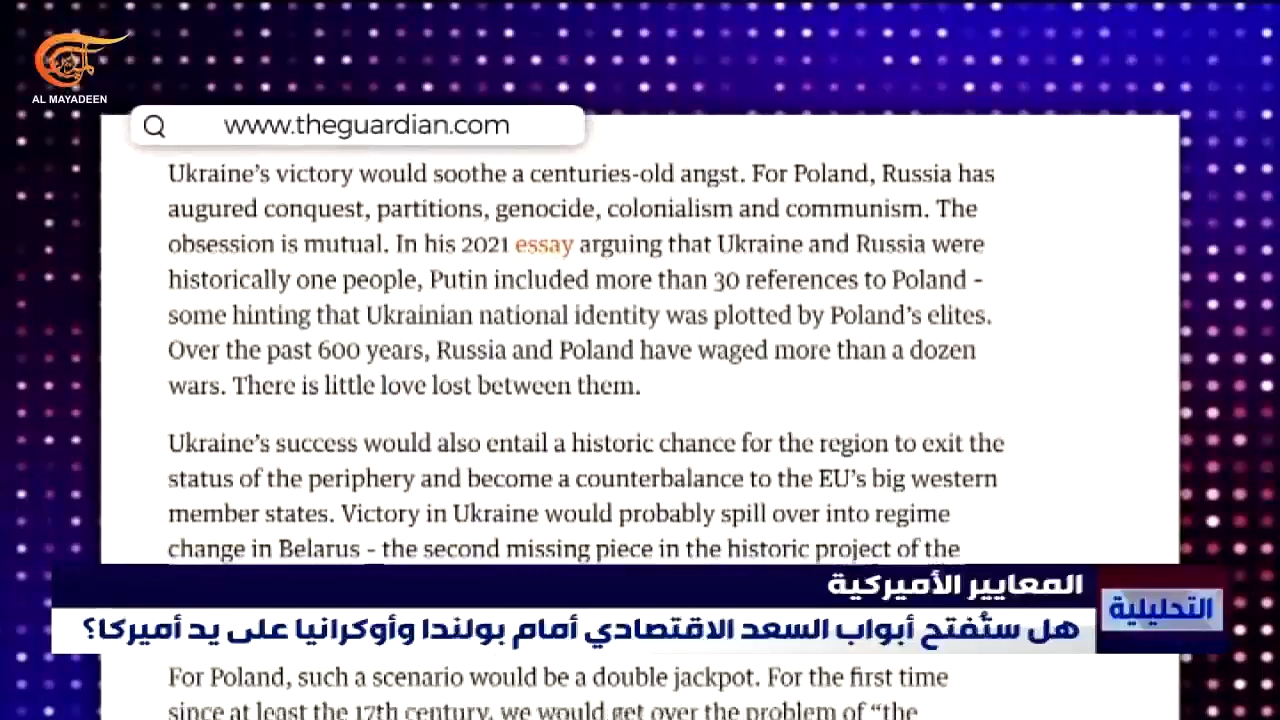 AL MAYADEEN
www.theguardian.com
Ukraine’s victory would soothe a centuries-old angst. For Poland, Russia has
augured conquest, partitions, genocide, colonialism and communism. The
obsession is mutual. In his 2021 essay arguing that Ukraine and Russia were
historically one people, Putin included more than 30 references to Poland –
some hinting that Ukrainian national identity was plotted by Poland’s elites.
Over the past 600 years, Russia and Poland have waged more than a dozen
wars. There is little love lost between them.
Ukraine’s success would also entail a historic chance for the region to exit the
status of the periphery and become a counterbalance to the EU’s big western
member states. Victory in Ukraine would probably spill over into regime
change in Belarus – the second missing piece in the historic project of the
المعايير الأميركية
التحليلية
هل ستُفتح أبواب السعد الاقتصادي أمام بولندا وأوكرانيا على يد أميركا؟
For Poland, such a scenario would be a double jackpot. For the first time
since at least the 17th century, we would get over the problem of “the